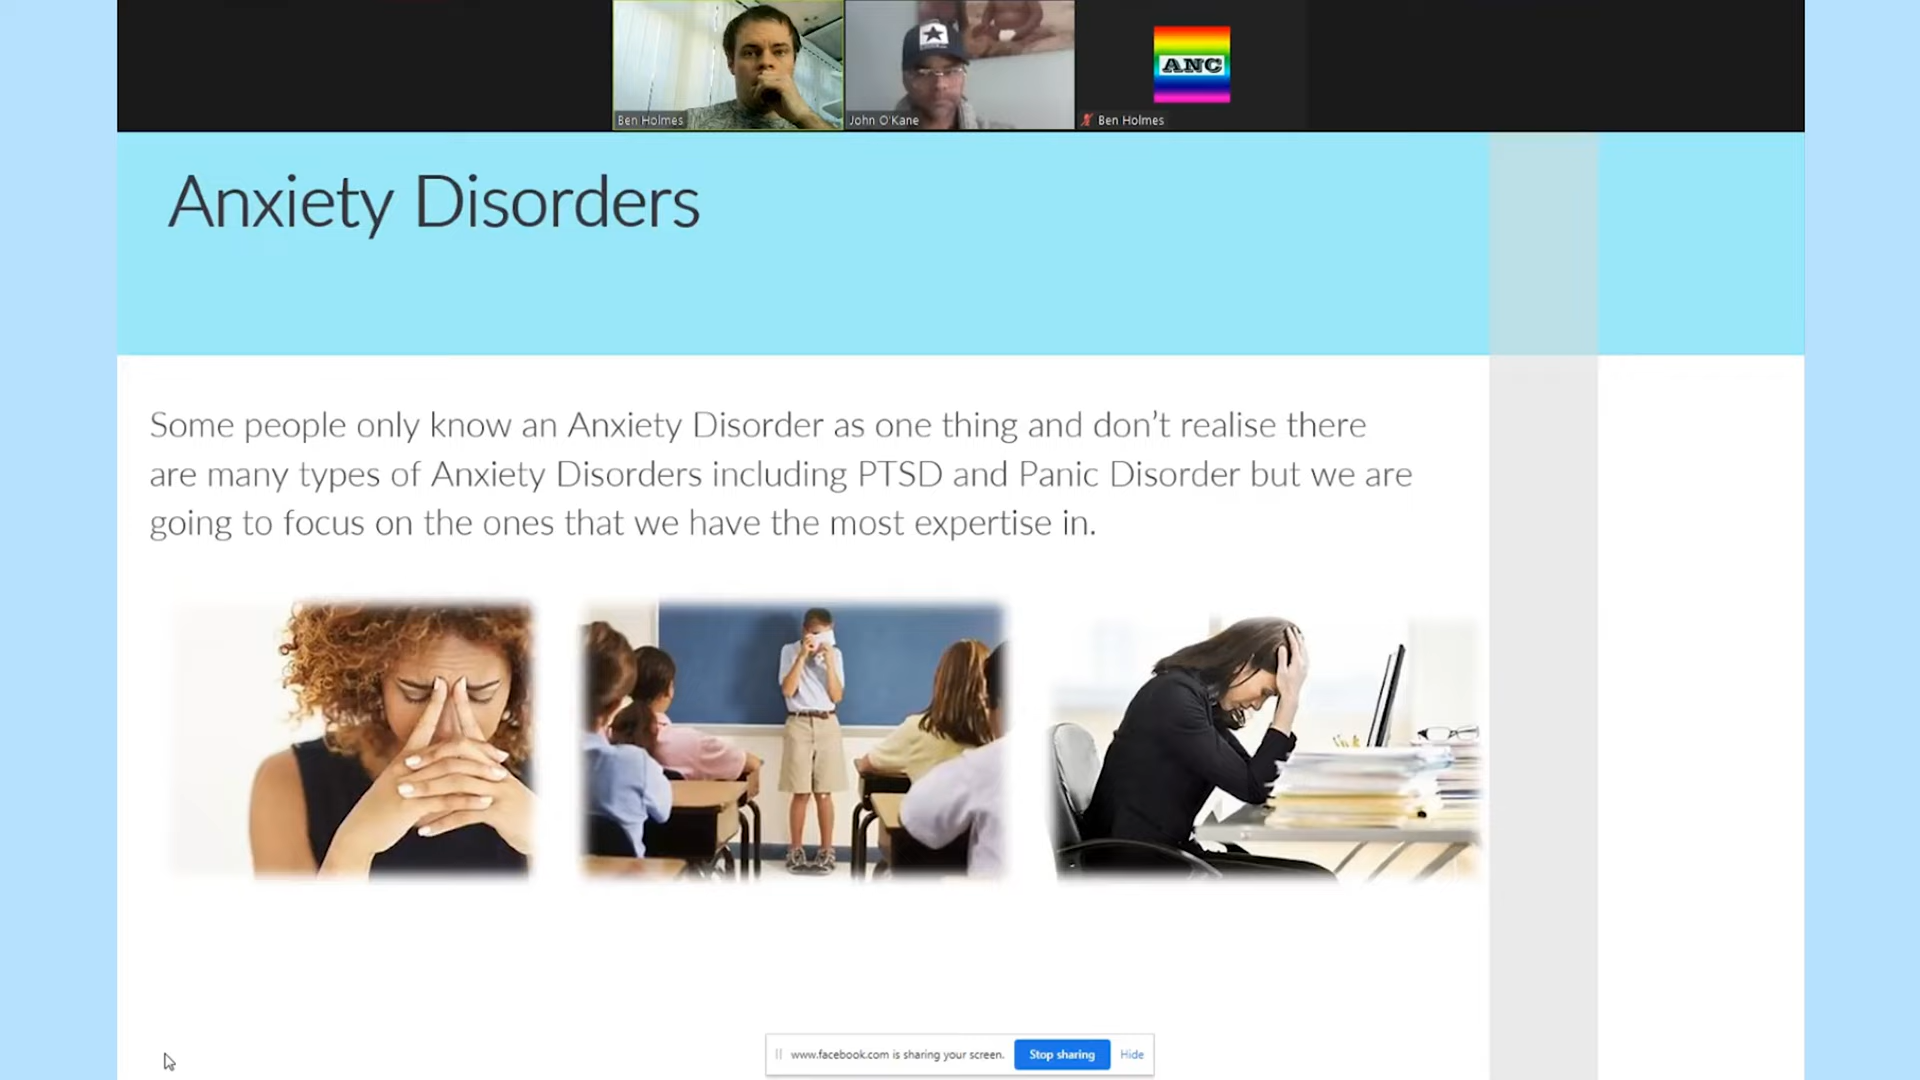 Ben Holmes
John O'Kane
ANC
Ben Holmes
Anxiety Disorders
Some people only know an Anxiety Disorder as one thing and don’t realise there
are many types of Anxiety Disorders including PTSD and Panic Disorder but we are
going to focus on the ones that we have the most expertise in.
www.facebook.com is sharing your screen.
Stop sharing
Hide